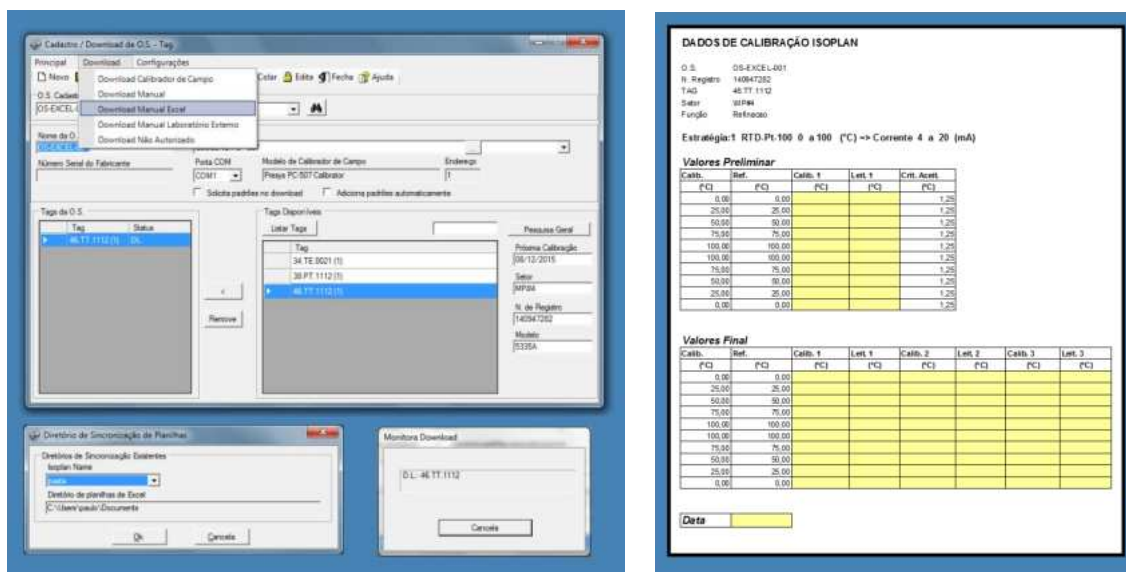 Cadastro / Download de O.S. - Tag
Principal Download Configurações
Novo Colar Edita Fecha Ajuda
Download Calibrador de Campo
Download Manual
Download Manual Excel
Download Manual Laboratório Externo
Download Não Autorizado
O.S. Cadast
OS-EXCEL-
Nome da O.
Número Serial do Fabricante Porta COM Modelo de Calibrador de Campo Endereço
COM1 Presys PC-507 Calibrator 1
Solicita padrões no download Adiciona padrões automaticamente
Tags da O.S.
Tag Status
46.TT.1112 (1) DL
<
Remove
Tags Disponíveis
Listar Tags Pesquisa Geral
Tag
34.TE.0021 (1)
38.PT.1112 (1)
46.TT.1112 (1)
Próxima Calibração
08/12/2015
Setor
MP#4
N. de Registro
140947282
Modelo
5335A
Diretório de Sincronização de Planilhas
Diretórios de Sincronização Existentes
Isoplan Name
pasta
Diretório de planilhas do Excel
C:\Users\paulo\Documents
Ok Cancela
Monitora Download
D.L. 46.TT.1112
Cancela
DADOS DE CALIBRAÇÃO ISOPLAN
O.S. OS-EXCEL-001
N. Registro 140947282
TAG 46.TT.1112
Setor MP#4
Função Refinacao
Estratégia:1 RTD-Pt-100 0 a 100 (°C) => Corrente 4 a 20 (mA)
Valores Preliminar
Calib. Ref. Calib. 1 Leit. 1 Crit. Aceit.
(°C) (°C) (°C) (°C) (°C)
0,00 0,00 1,25
25,00 25,00 1,25
50,00 50,00 1,25
75,00 75,00 1,25
100,00 100,00 1,25
100,00 100,00 1,25
75,00 75,00 1,25
50,00 50,00 1,25
25,00 25,00 1,25
0,00 0,00 1,25
Valores Final
Calib. Ref. Calib. 1 Leit. 1 Calib. 2 Leit. 2 Calib. 3 Leit. 3
(°C) (°C) (°C) (°C) (°C) (°C) (°C) (°C)
0,00 0,00
25,00 25,00
50,00 50,00
75,00 75,00
100,00 100,00
100,00 100,00
75,00 75,00
50,00 50,00
25,00 25,00
0,00 0,00
Data